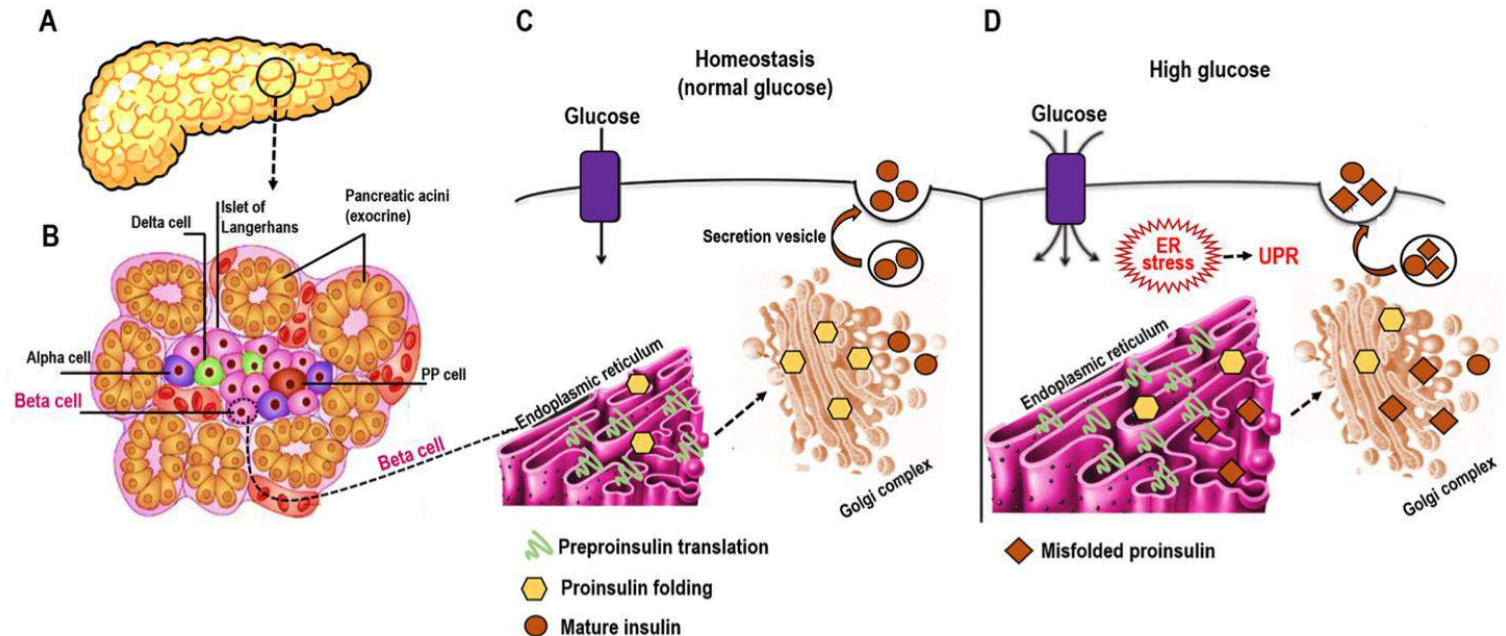 A
B
Delta cell
Islet of
Langerhans
Pancreatic acini
(exocrine)
Alpha cell
Beta cell
PP cell
Beta cell
C
Homeostasis
(normal glucose)
Glucose
Secretion vesicle
Endoplasmic reticulum
Golgi complex
Preproinsulin translation
Proinsulin folding
Mature insulin
D
High glucose
Glucose
ER
stress
UPR
Endoplasmic reticulum
Golgi complex
Misfolded proinsulin